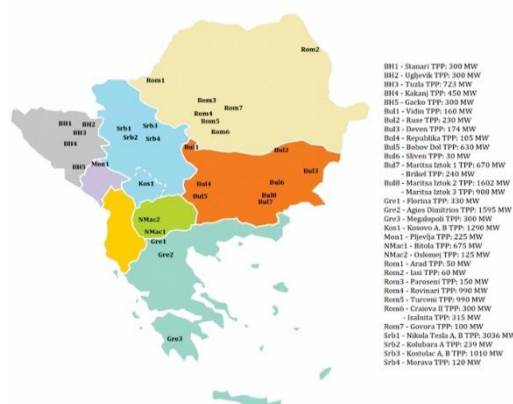 Rom2
Rom1
Rom3
Rom7
Rom4
Rom5
Rom6
BH1
BH2
BH3
BH4
BH5
Srb1
Srb3
Srb2
Srb4
Mon1
Kos1
Bul1
Bul2
Bul3
Bul4
Bul6
Bul5
Bul8
Bul7
NMac2
NMac1
Gre1
Gre2
Gre3
BH1 - Stanari TPP: 300 MW
BH2 - Ugljevik TPP: 300 MW
BH3 - Tuzla TPP: 723 MW
BH4 - Kakanj TPP: 450 MW
BH5 - Gacko TPP: 300 MW
Bul1 - Vidin TPP: 160 MW
Bul2 - Ruse TPP: 230 MW
Bul3 - Deven TPP: 174 MW
Bul4 - Republika TPP: 105 MW
Bul5 - Bobov Dol TPP: 630 MW
Bul6 - Sliven TPP: 30 MW
Bul7 - Maritsa Iztok 1 TPP: 670 MW
- Brikel TPP: 240 MW
Bul8 - Maritsa Iztok 2 TPP: 1602 MW
- Maritsa Iztok 3 TPP: 908 MW
Gre1 - Florina TPP: 330 MW
Gre2 - Agios Dimitrios TPP: 1595 MW
Gre3 - Megalopoli TPP: 300 MW
Kos1 - Kosovo A, B TPP: 1290 MW
Mon1 - Pljevlja TPP: 225 MW
NMac1 - Bitola TPP: 675 MW
NMac2 - Oslomej TPP: 125 MW
Rom1 - Arad TPP: 50 MW
Rom2 - Iasi TPP: 60 MW
Rom3 - Paroseni TPP: 150 MW
Rom4 - Rovinari TPP: 990 MW
Rom5 - Turceni TPP: 990 MW
Rom6 - Craiova II TPP: 300 MW
- Isalnita TPP: 315 MW
Rom7 - Govora TPP: 100 MW
Srb1 - Nikola Tesla A, B TPP: 3036 MW
Srb2 - Kolubara A TPP: 239 MW
Srb3 - Kostolac A, B TPP: 1010 MW
Srb4 - Morava TPP: 120 MW